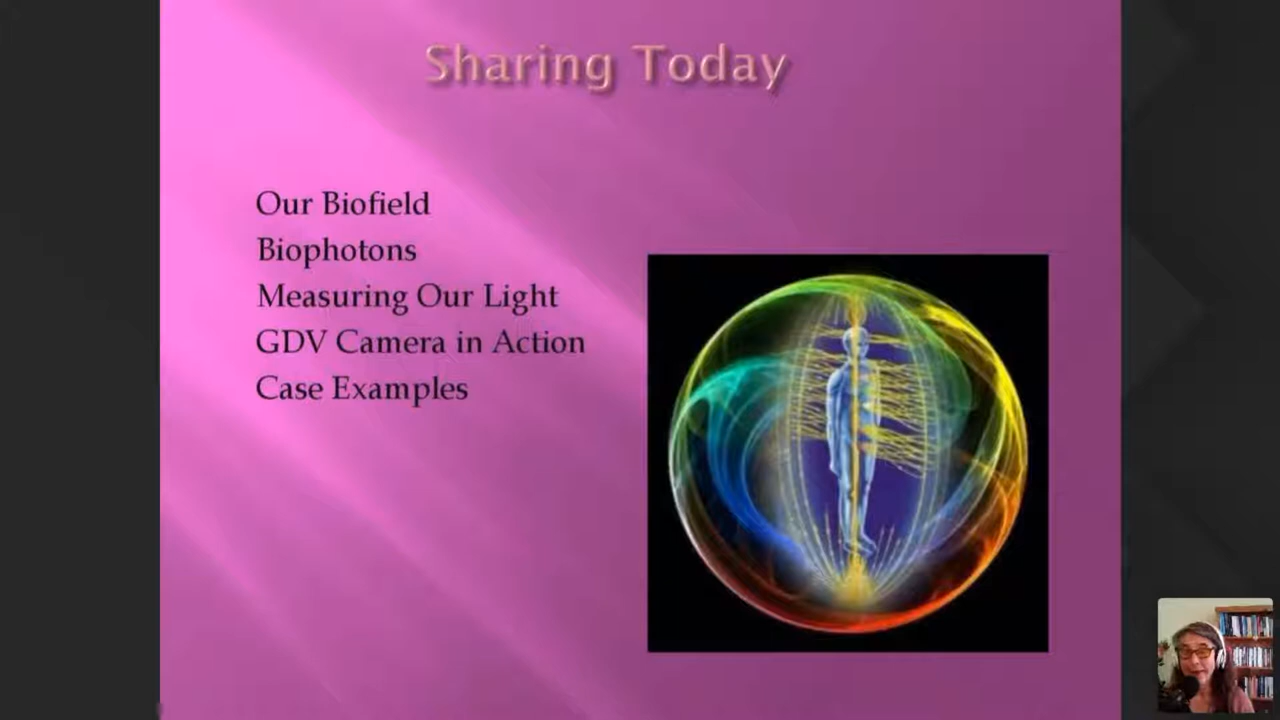 Sharing Today
Our Biofield
Biophotons
Measuring Our Light
GDV Camera in Action
Case Examples